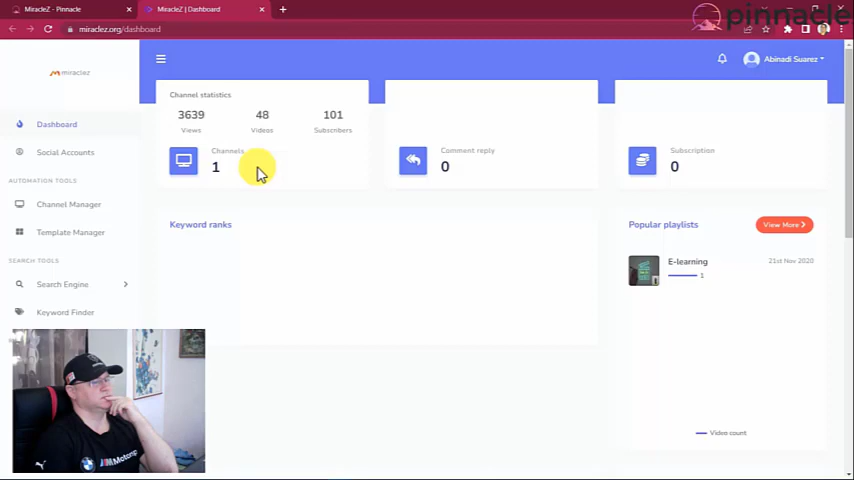 MiracleZ - Pinnacle
MiracleZ | Dashboard
pinnacle
miraclez.org/dashboard
miraclez
Abinadi Suarez
Dashboard
Social Accounts
AUTOMATION TOOLS
Channel Manager
Template Manager
SEARCH TOOLS
Search Engine
Keyword Finder
Channel statistics
3639
48
101
Views
Videos
Subscribers
Channels
1
Comment reply
0
Subscription
0
Keyword ranks
Popular playlists
View More
E-learning
21st Nov 2020
1
Video count
M Motorsp